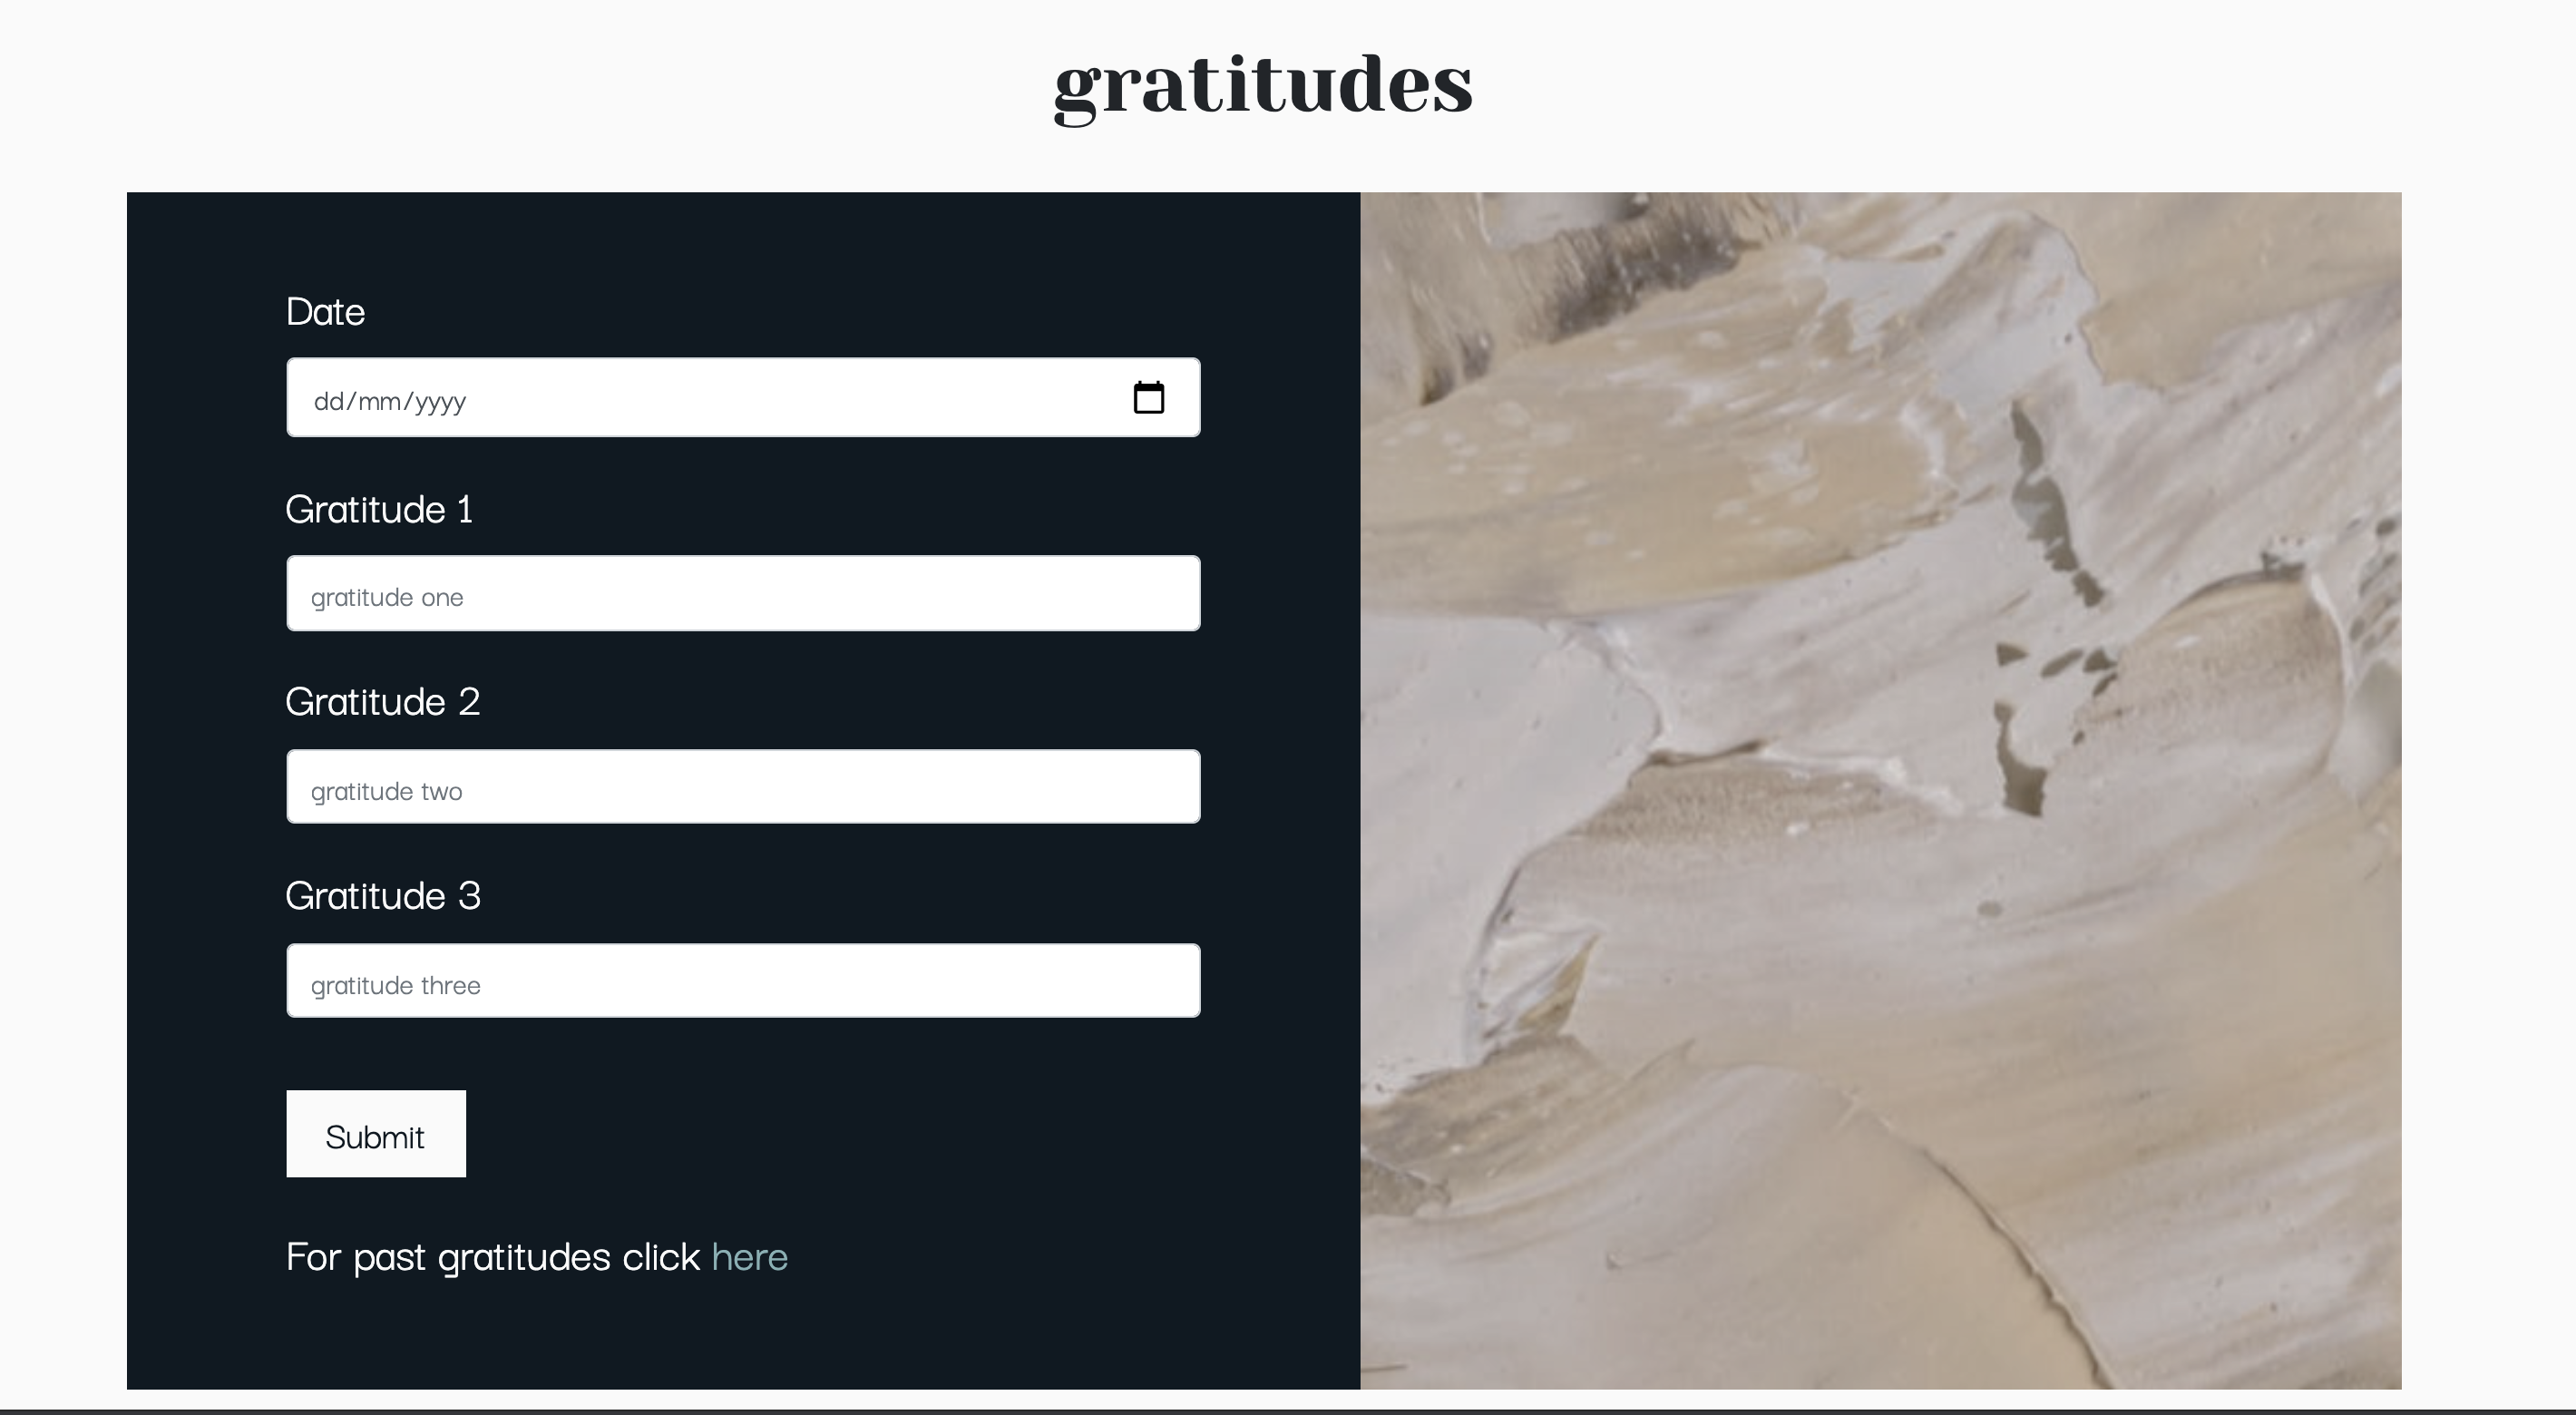 gratitudes
Date
dd/mm/yyyy
Gratitude 1
gratitude one
Gratitude 2
gratitude two
Gratitude 3
gratitude three
Submit
For past gratitudes click here